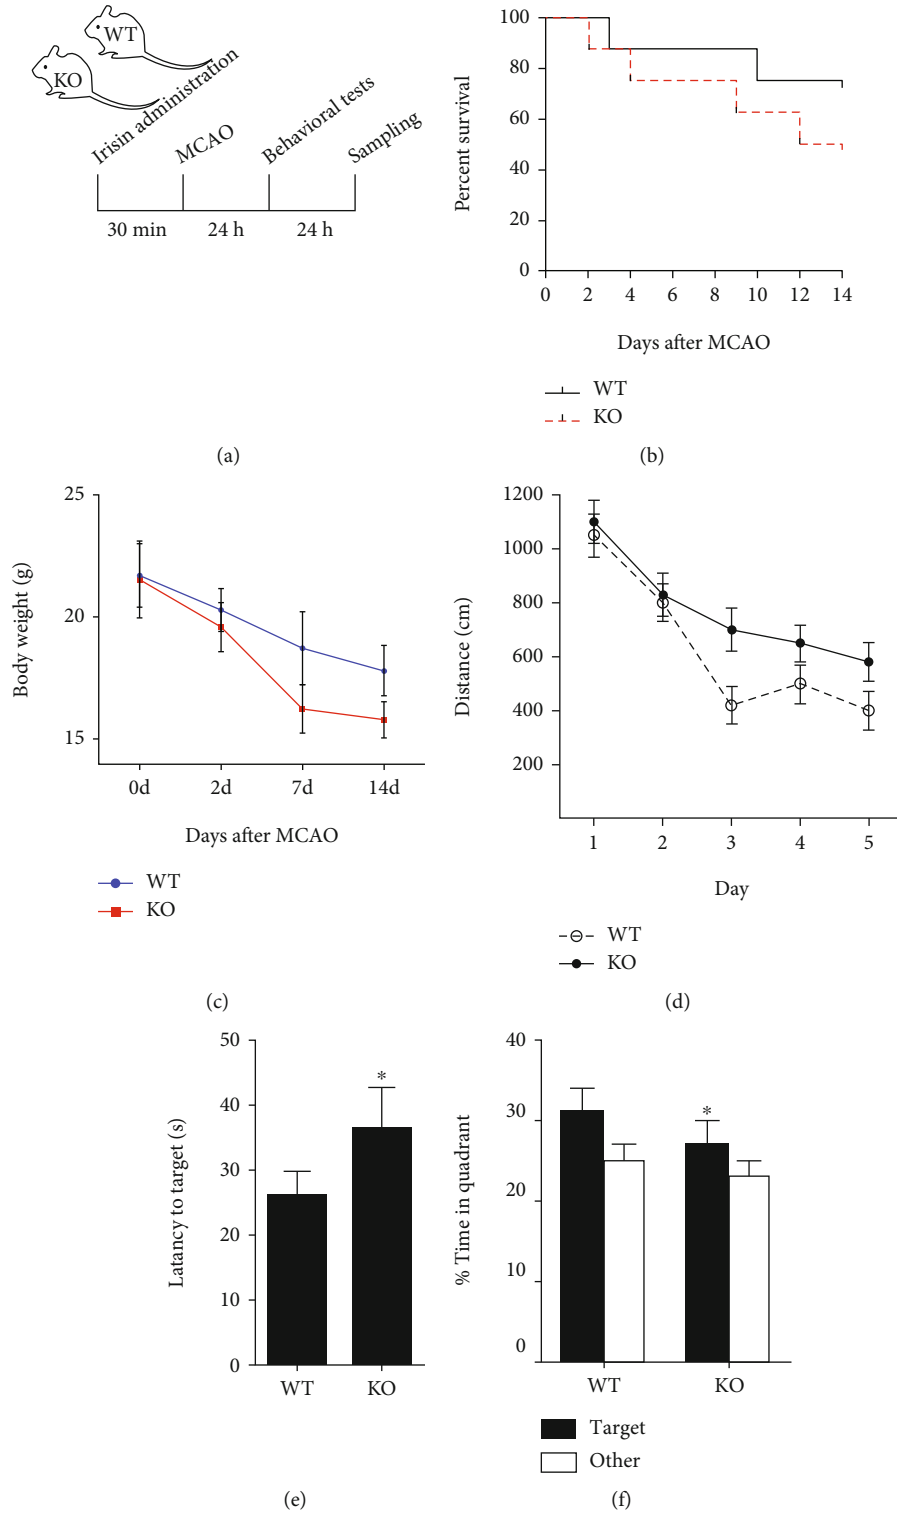 WT
KO
Irisin administration
MCAO
Behavioral tests
Sampling
30 min
24 h
24 h
(a)
Percent survival
100
80
60
40
20
0
0 2 4 6 8 10 12 14
Days after MCAO
WT
KO
(b)
Body weight (g)
25
20
15
0d 2d 7d 14d
Days after MCAO
WT
KO
(c)
Distance (cm)
1200
1000
800
600
400
200
1 2 3 4 5
Day
WT
KO
(d)
Latancy to target (s)
50
40
30
20
10
0
*
WT KO
(e)
% Time in quadrant
40
30
20
10
0
*
WT KO
Target
Other
(f)